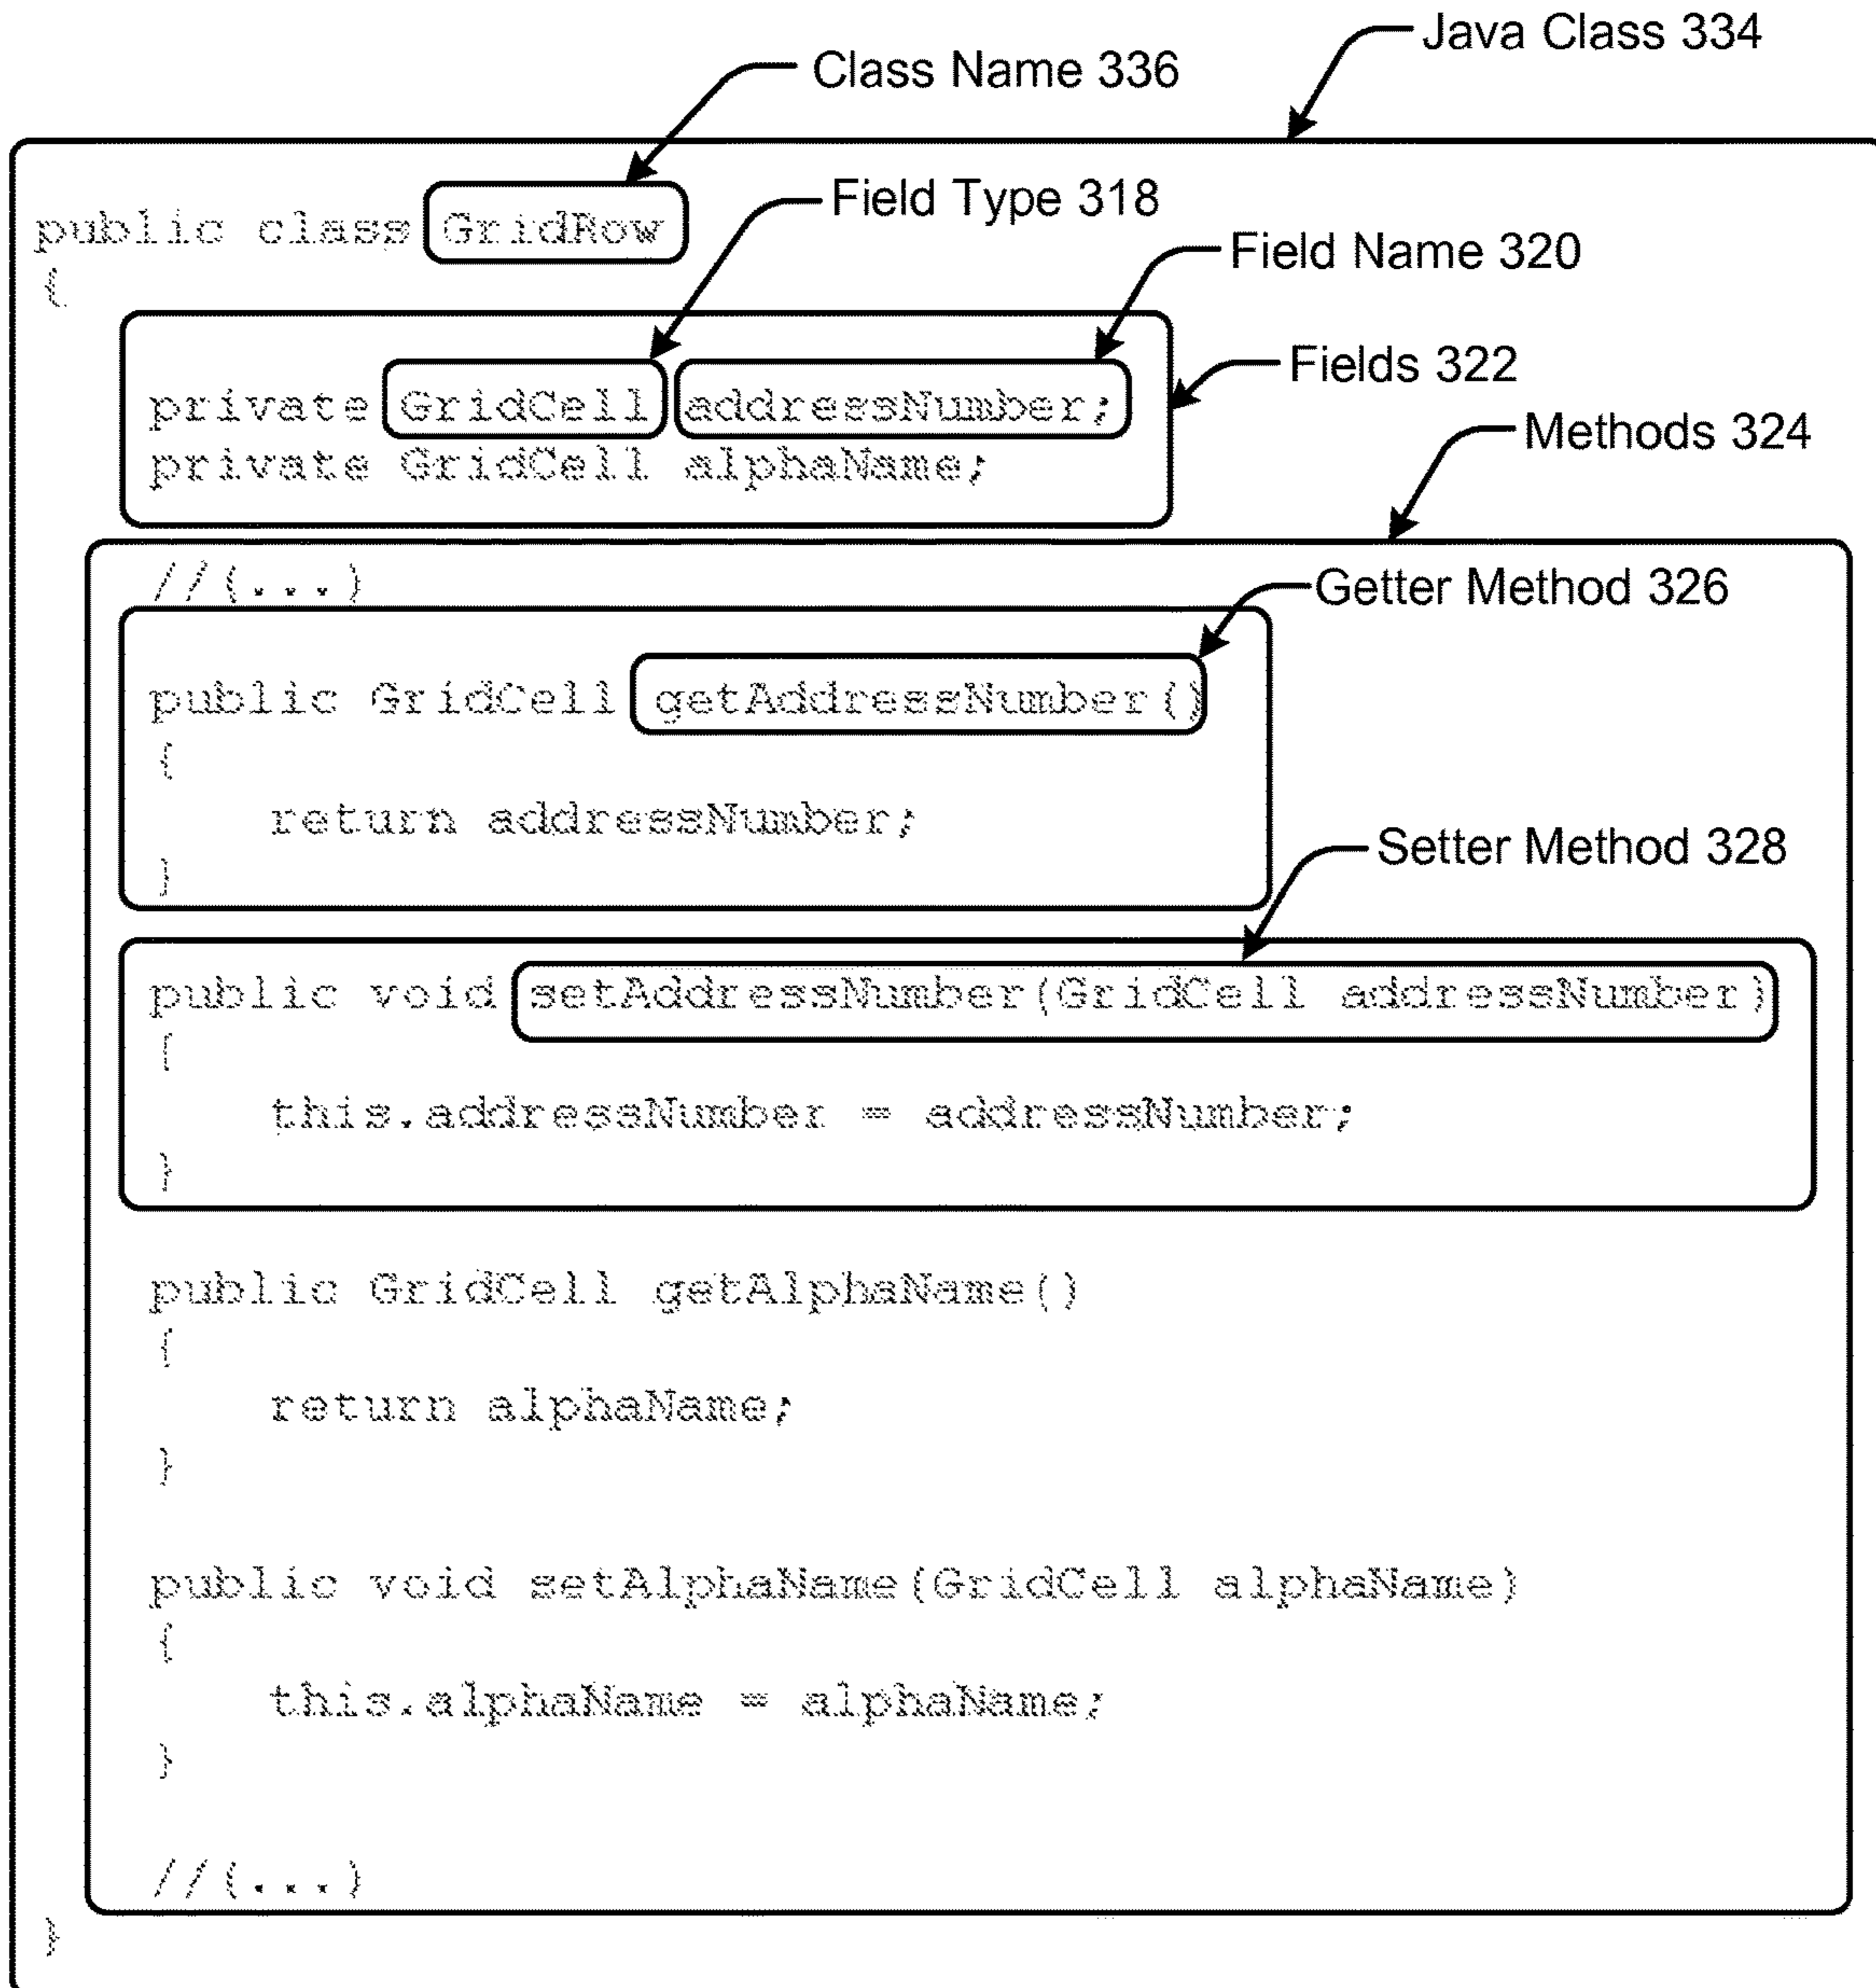 Java Class 334
Class Name 336
public class GridRow
Field Type 318
{
Field Name 320
Fields 322
private GridCell addressNumber;
Methods 324
private GridCell alphaName;
//(...)
Getter Method 326
public GridCell getAddressNumber()
{
return addressNumber;
Setter Method 328
}
public void setAddressNumber(GridCell addressNumber)
{
this.addressNumber = addressNumber;
}
public GridCell getAlphaName()
{
return alphaName;
}
public void setAlphaName(GridCell alphaName)
{
this.alphaName = alphaName;
}
//(...)
}